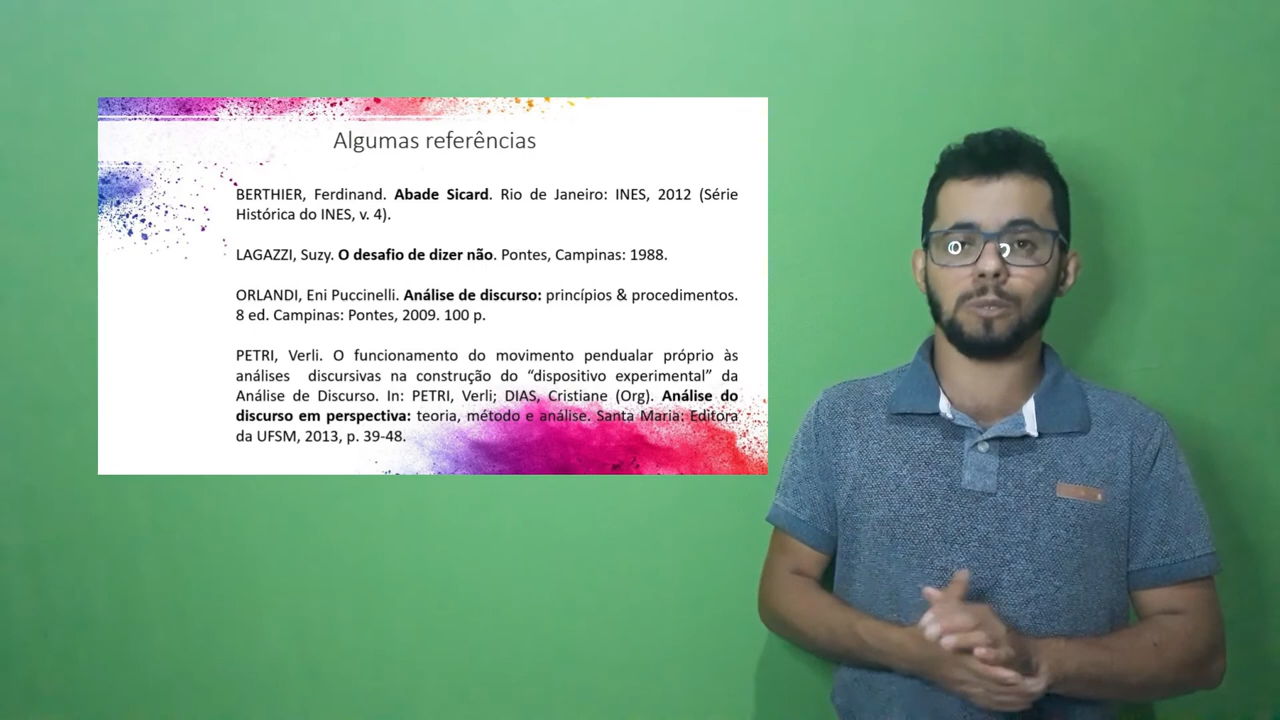 Algumas referências
BERTHIER, Ferdinand. Abade Sicard. Rio de Janeiro: INES, 2012 (Série
Histórica do INES, v. 4).
LAGAZZI, Suzy. O desafio de dizer não. Pontes, Campinas: 1988.
ORLANDI, Eni Puccinelli. Análise de discurso: princípios & procedimentos.
8 ed. Campinas: Pontes, 2009. 100 p.
PETRI, Verli. O funcionamento do movimento pendualar próprio às
análises discursivas na construção do “dispositivo experimental” da
Análise de Discurso. In: PETRI, Verli; DIAS, Cristiane (Org). Análise do
discurso em perspectiva: teoria, método e análise. Santa Maria: Editora
da UFSM, 2013, p. 39-48.